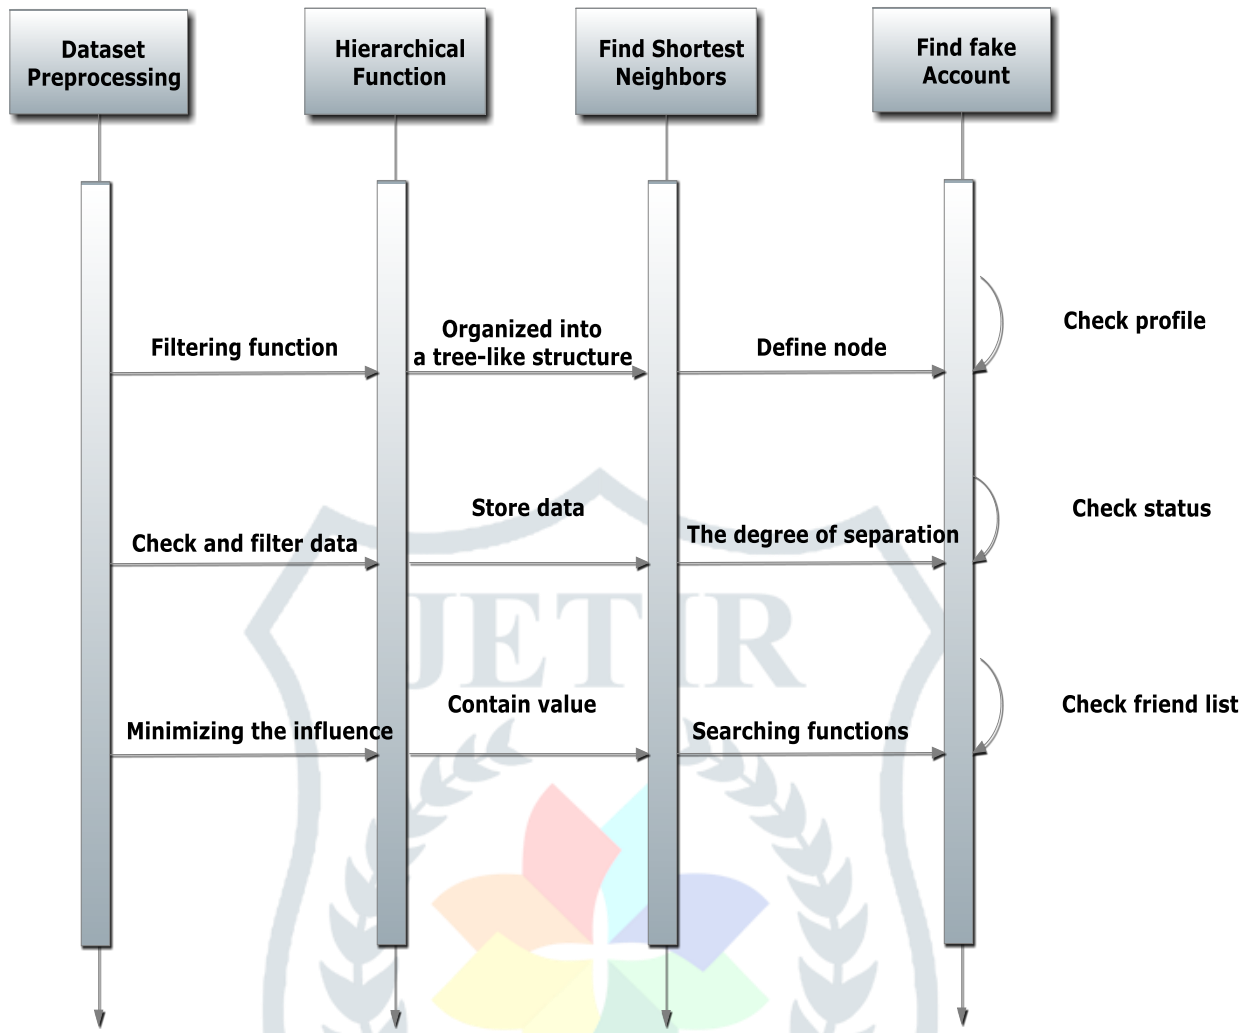 Dataset
Preprocessing
Hierarchical
Function
Find Shortest
Neighbors
Find fake
Account
Filtering function
Organized into
a tree-like structure
Define node
Check profile
Check and filter data
Store data
The degree of separation
Check status
Minimizing the influence
Contain value
Searching functions
Check friend list
JETIR